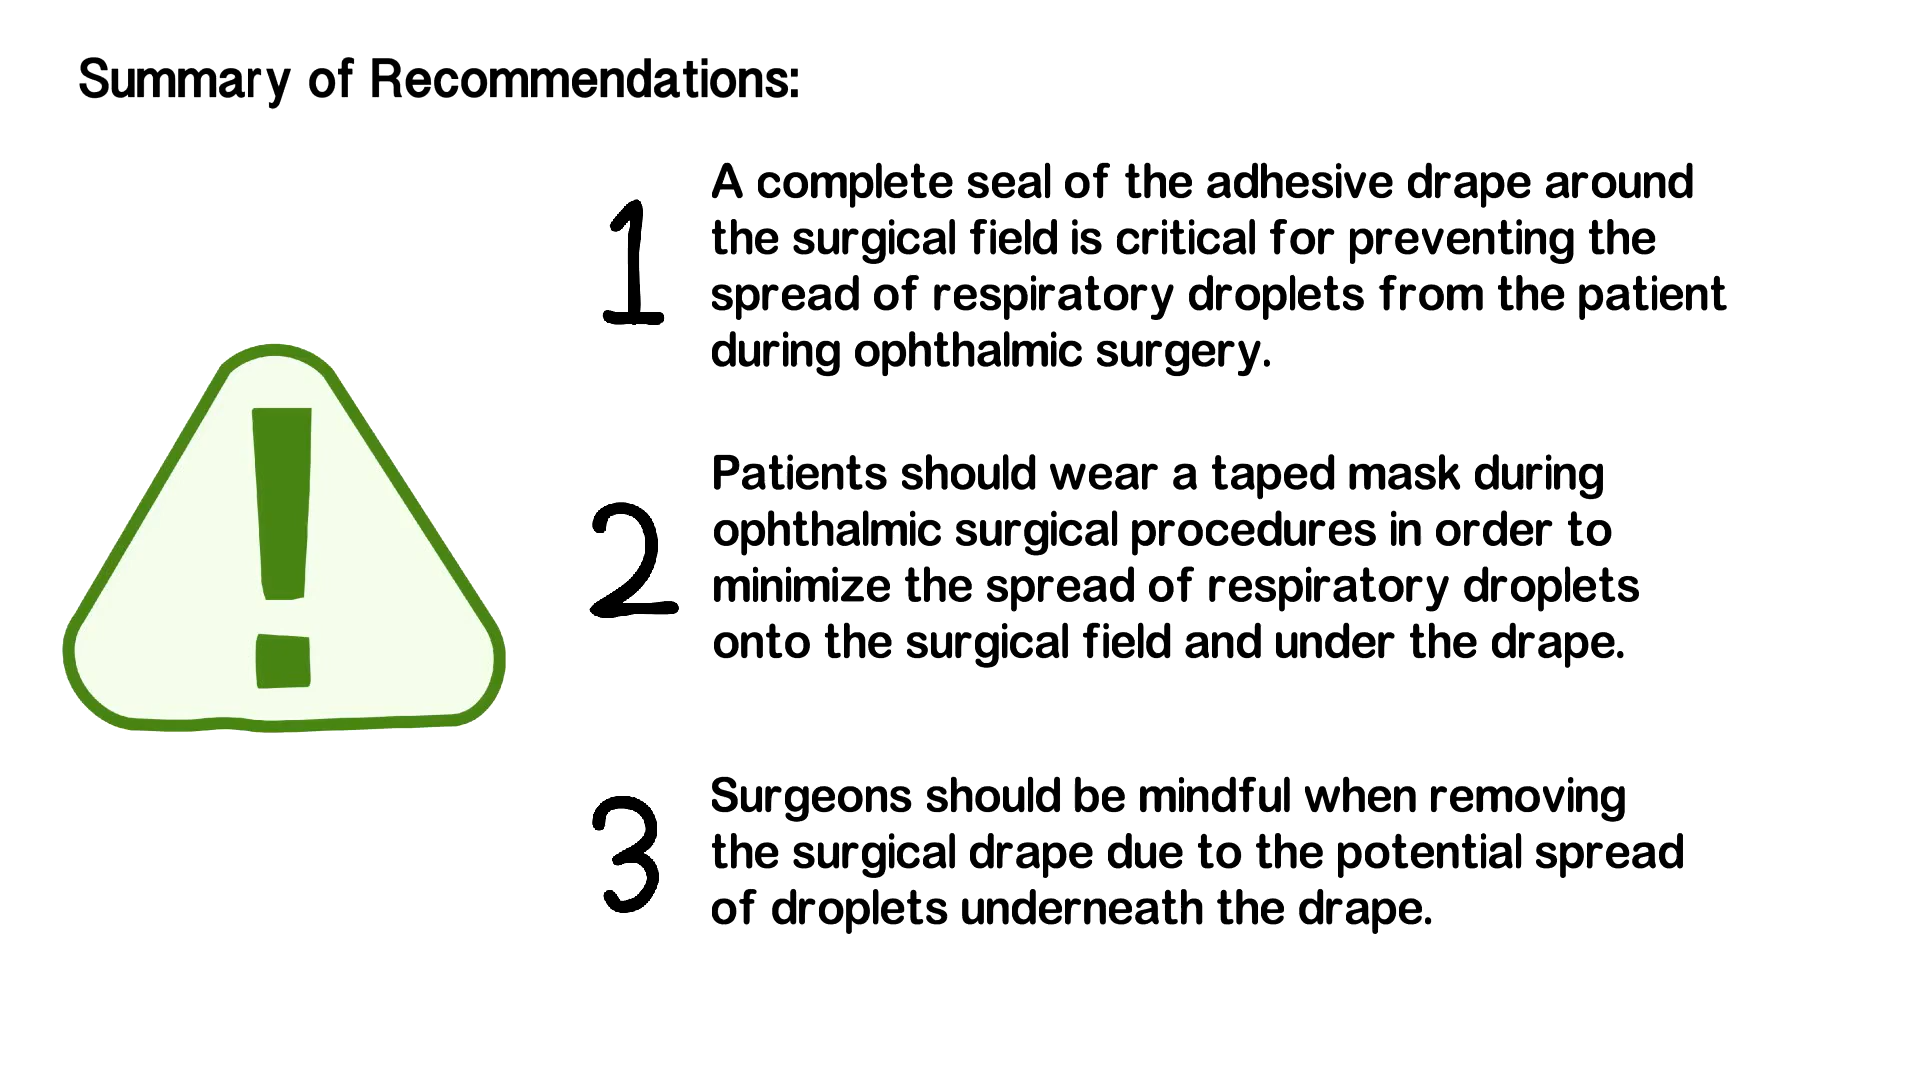 Summary of Recommendations:
1
A complete seal of the adhesive drape around
the surgical field is critical for preventing the
spread of respiratory droplets from the patient
during ophthalmic surgery.
!
2
Patients should wear a taped mask during
ophthalmic surgical procedures in order to
minimize the spread of respiratory droplets
onto the surgical field and under the drape.
3
Surgeons should be mindful when removing
the surgical drape due to the potential spread
of droplets underneath the drape.